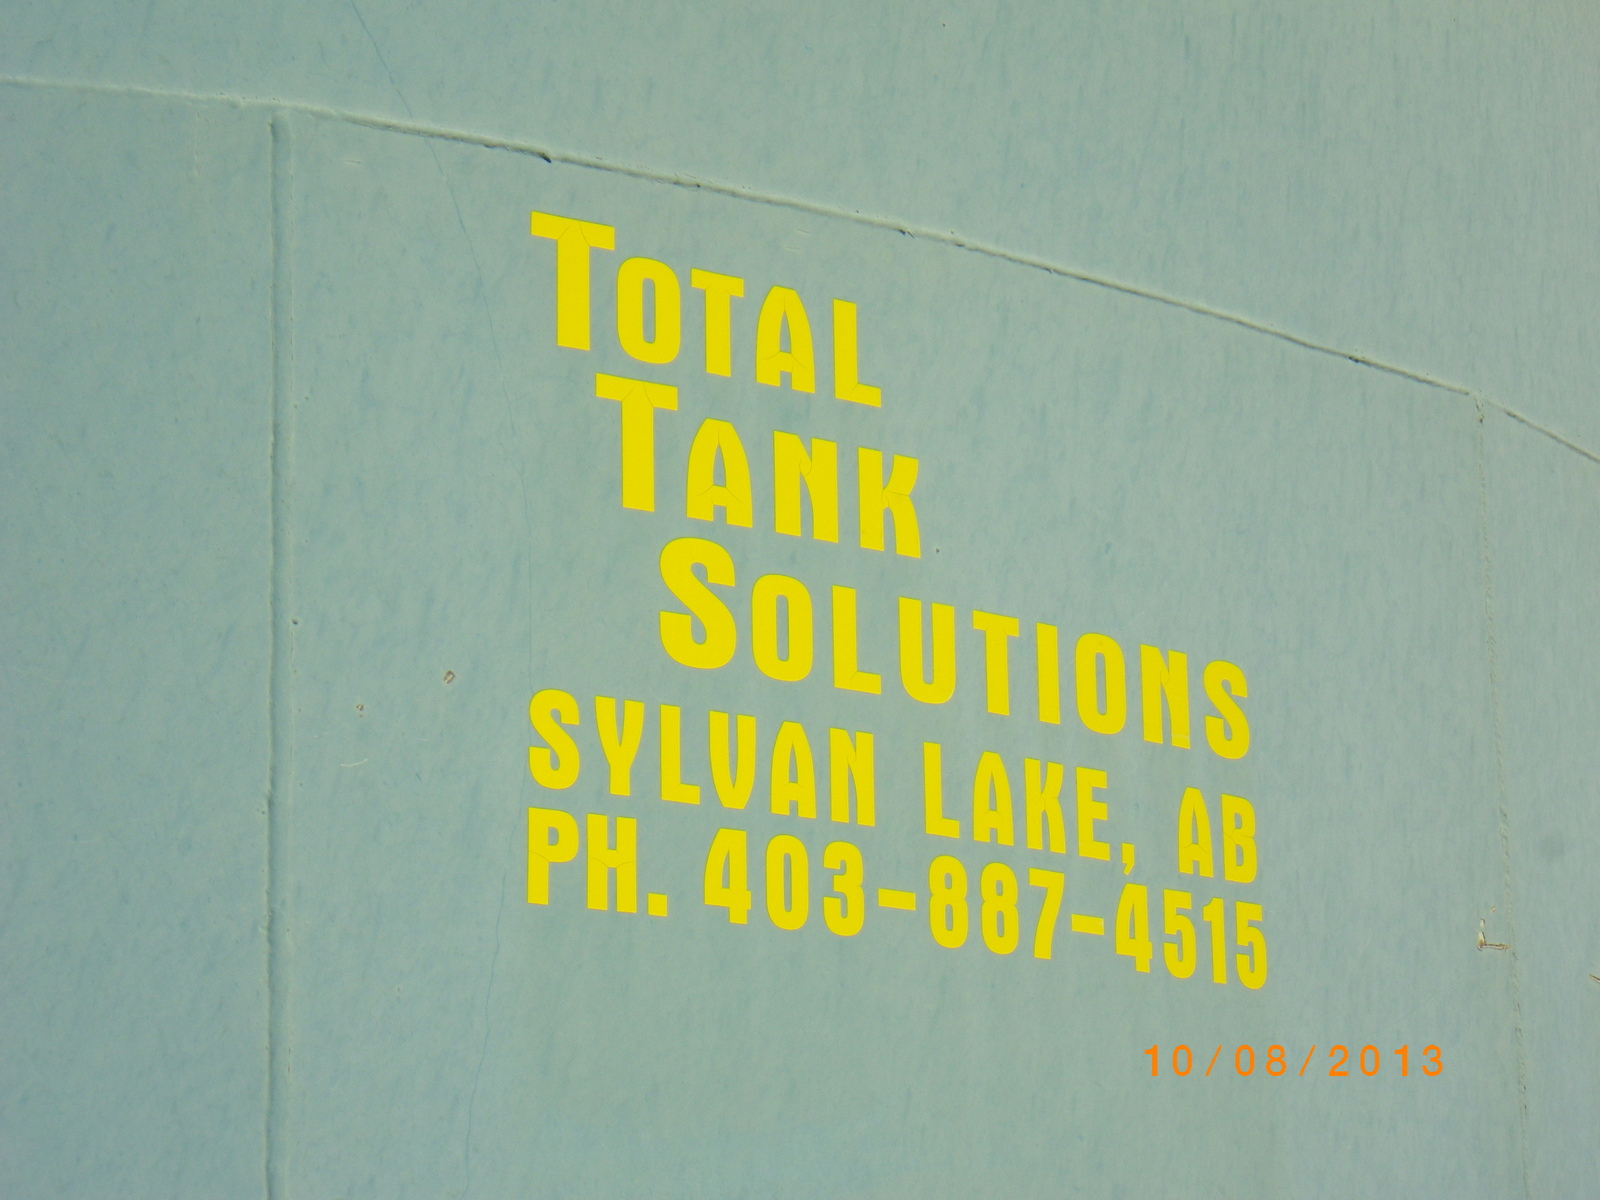 Total
Tank
Solutions
SYLVAN LAKE, AB
PH. 403-887-4515
10/08/2013